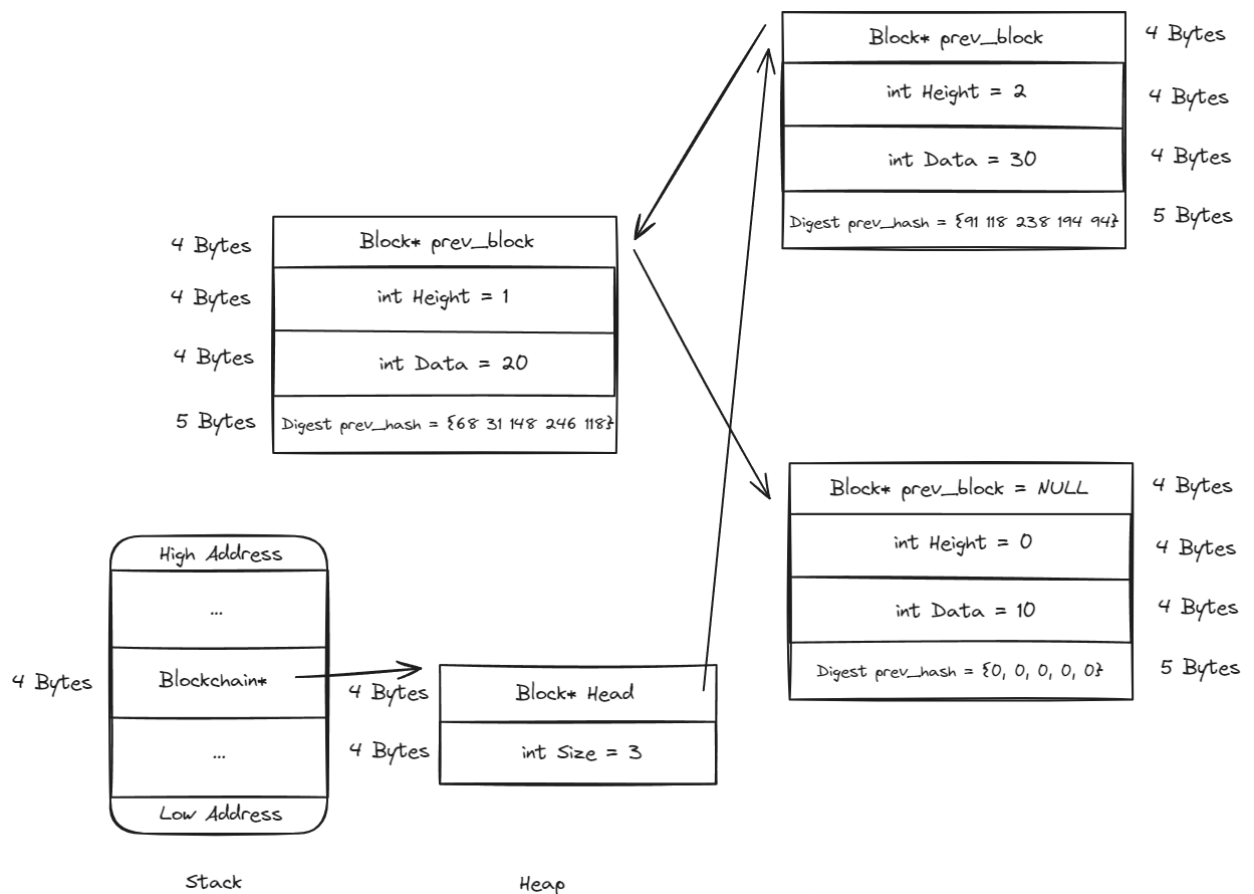 Block* prev_block
4 Bytes
int Height = 2
4 Bytes
int Data = 30
4 Bytes
Digest prev_hash = {91 118 238 194 94}
5 Bytes
4 Bytes
Block* prev_block
4 Bytes
int Height = 1
4 Bytes
int Data = 20
5 Bytes
Digest prev_hash = {68 31 148 246 118}
Block* prev_block = NULL
4 Bytes
int Height = 0
4 Bytes
int Data = 10
4 Bytes
Digest prev_hash = {0, 0, 0, 0, 0}
5 Bytes
High Address
...
4 Bytes
Blockchain*
...
Low Address
4 Bytes
Block* Head
4 Bytes
int Size = 3
Stack
Heap